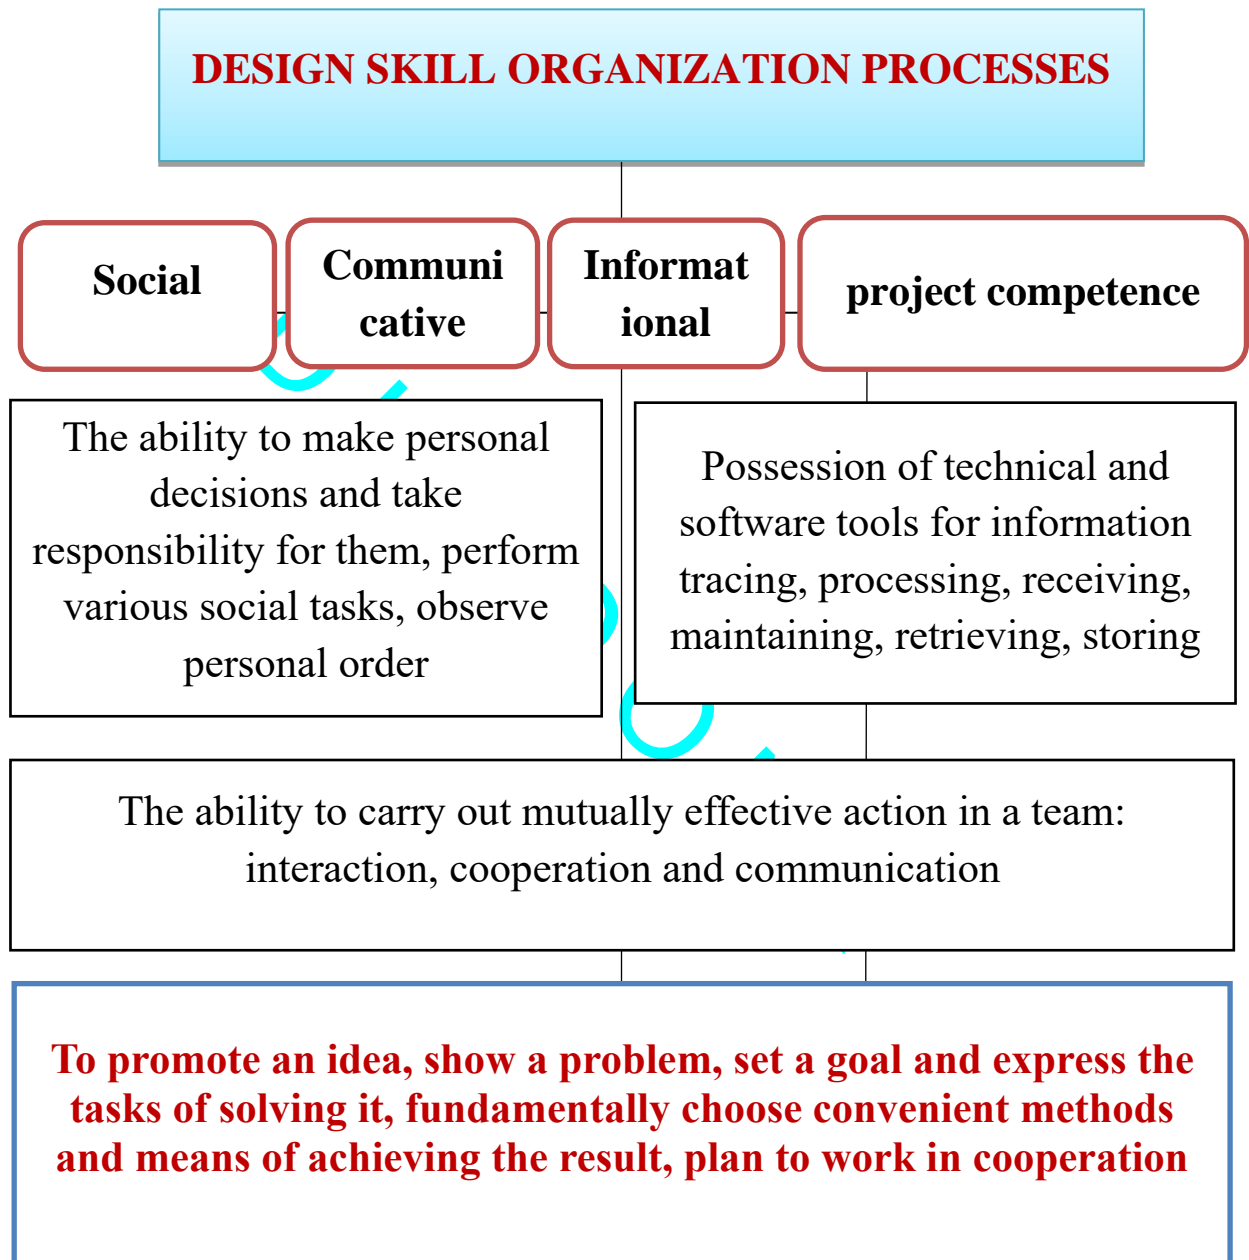 DESIGN SKILL ORGANIZATION PROCESSES
Social
Communi
cative
Informat
ional
project competence
The ability to make personal
decisions and take
responsibility for them, perform
various social tasks, observe
personal order
Possession of technical and
software tools for information
tracing, processing, receiving,
maintaining, retrieving, storing
The ability to carry out mutually effective action in a team:
interaction, cooperation and communication
To promote an idea, show a problem, set a goal and express the
tasks of solving it, fundamentally choose convenient methods
and means of achieving the result, plan to work in cooperation